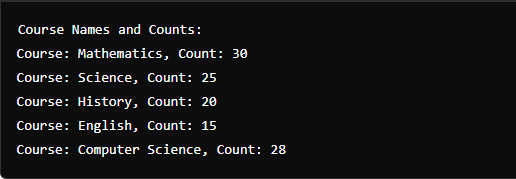 Course Names and Counts:
Course: Mathematics, Count: 30
Course: Science, Count: 25
Course: History, Count: 20
Course: English, Count: 15
Course: Computer Science, Count: 28